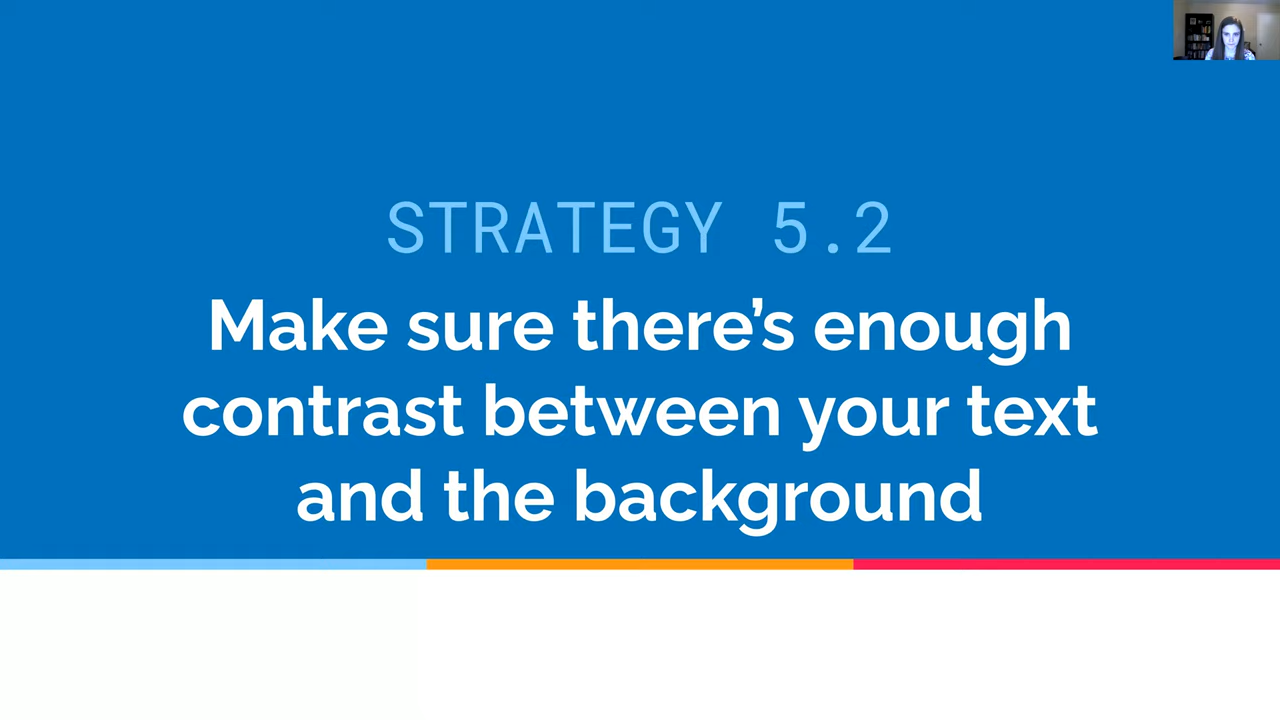 STRATEGY 5.2
Make sure there’s enough
contrast between your text
and the background